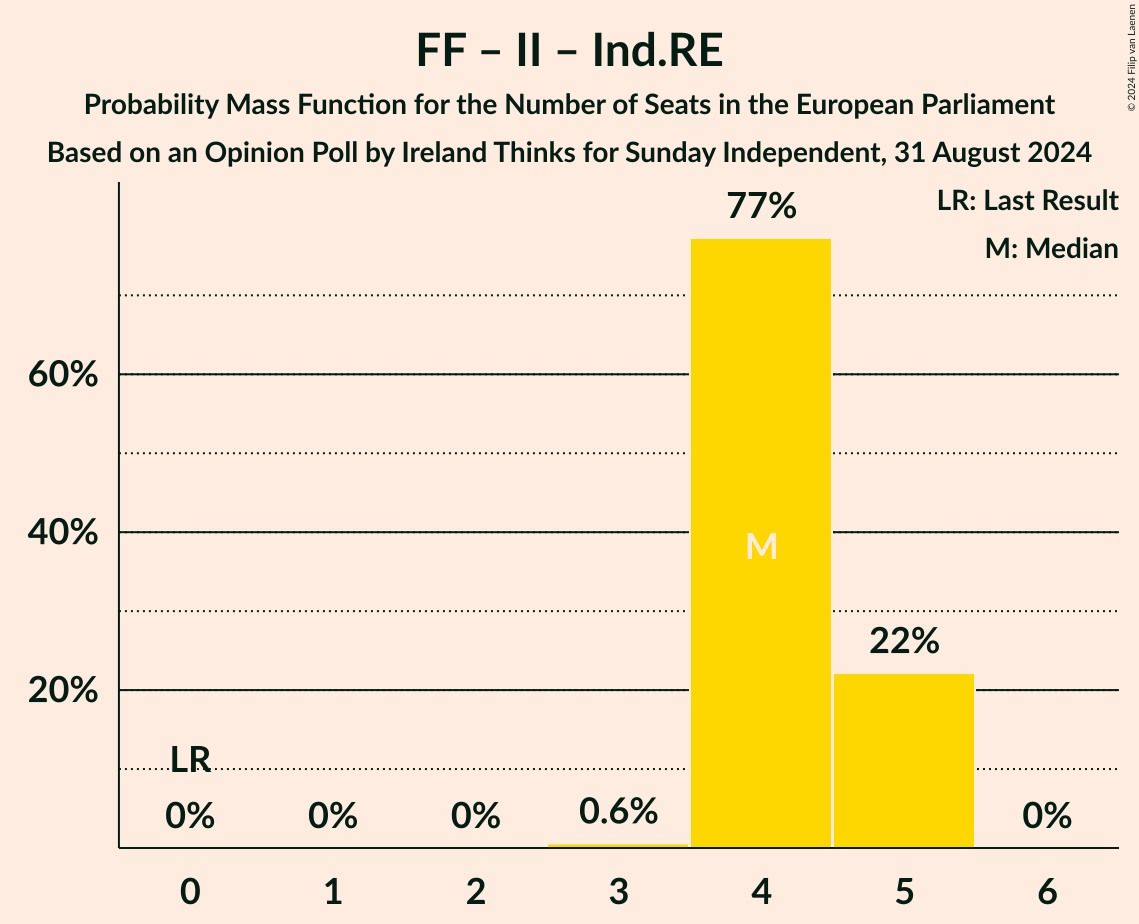 FF – II – Ind.RE
Probability Mass Function for the Number of Seats in the European Parliament
Based on an Opinion Poll by Ireland Thinks for Sunday Independent, 31 August 2024
© 2024 Filip van Laenen
LR: Last Result
M: Median
77%
60%
40%
M
22%
20%
LR
0%
0%
0%
0.6%
0%
0
1
2
3
4
5
6